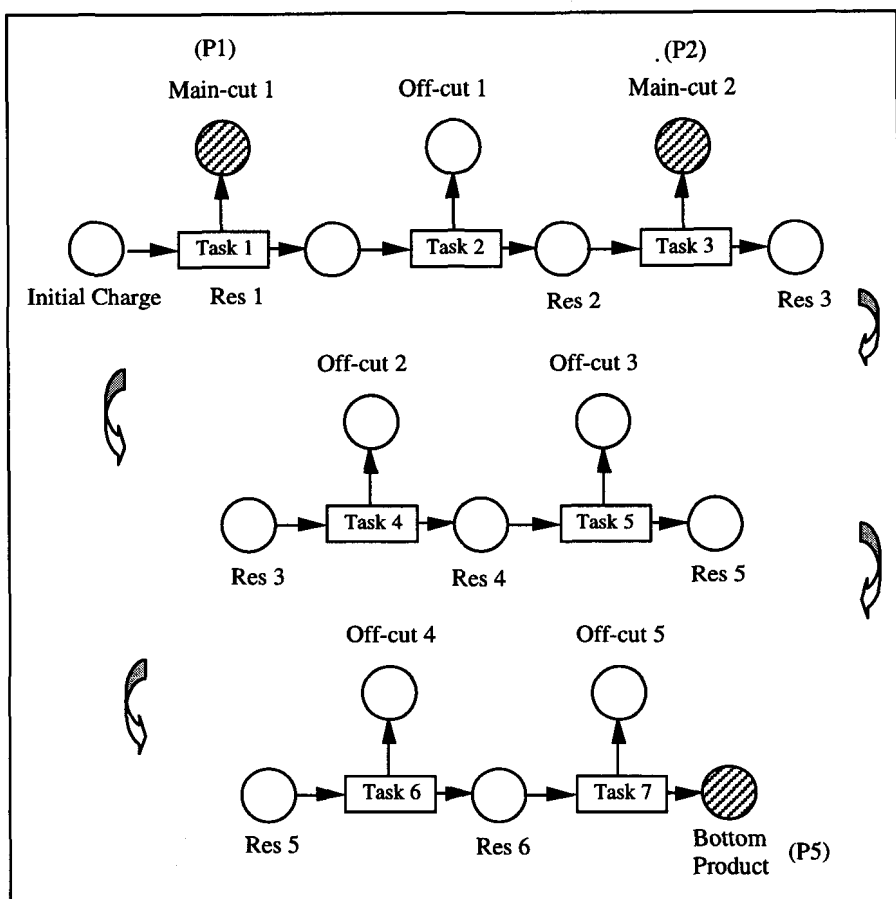 (P1) (P2)
Main-cut 1 Off-cut 1 Main-cut 2
Task 1 Task 2 Task 3
Initial Charge Res 1 Res 2 Res 3
Off-cut 2 Off-cut 3
Task 4 Task 5
Res 3 Res 4 Res 5
Off-cut 4 Off-cut 5
Task 6 Task 7
Res 5 Res 6 Bottom
Product (P5)